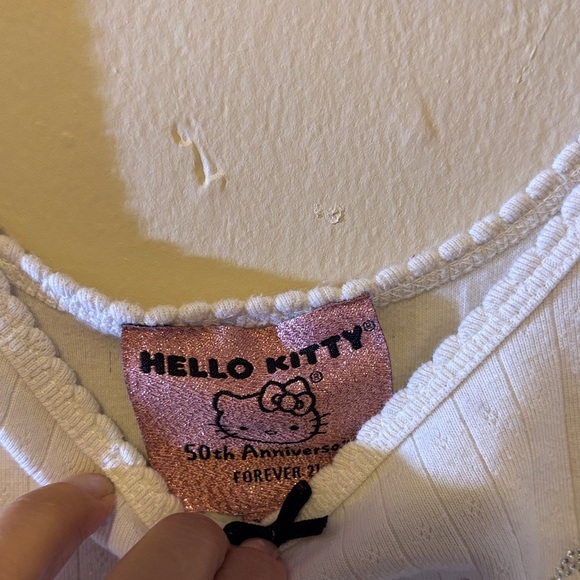 HELLO KITTY®
®
50th Anniversary
FOREVER 21